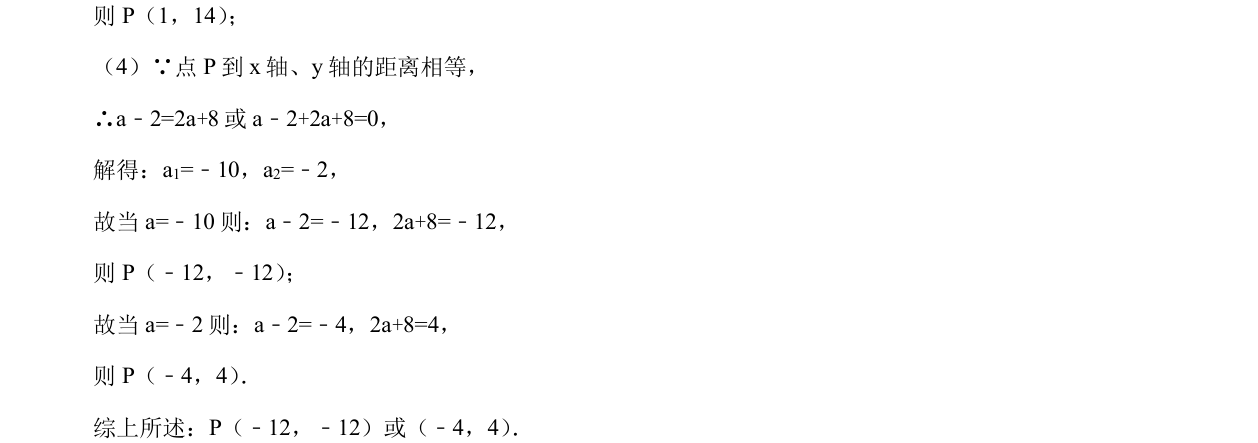 则 P（1，14）；
（4）∵点 P 到 x 轴、y 轴的距离相等，
∴a﹣2=2a+8 或 a﹣2+2a+8=0，
解得：a₁=﹣10，a₂=﹣2，
故当 a=﹣10 则：a﹣2=﹣12，2a+8=﹣12，
则 P（﹣12，﹣12）；
故当 a=﹣2 则：a﹣2=﹣4，2a+8=4，
则 P（﹣4，4）．
综上所述：P（﹣12，﹣12）或（﹣4，4）．